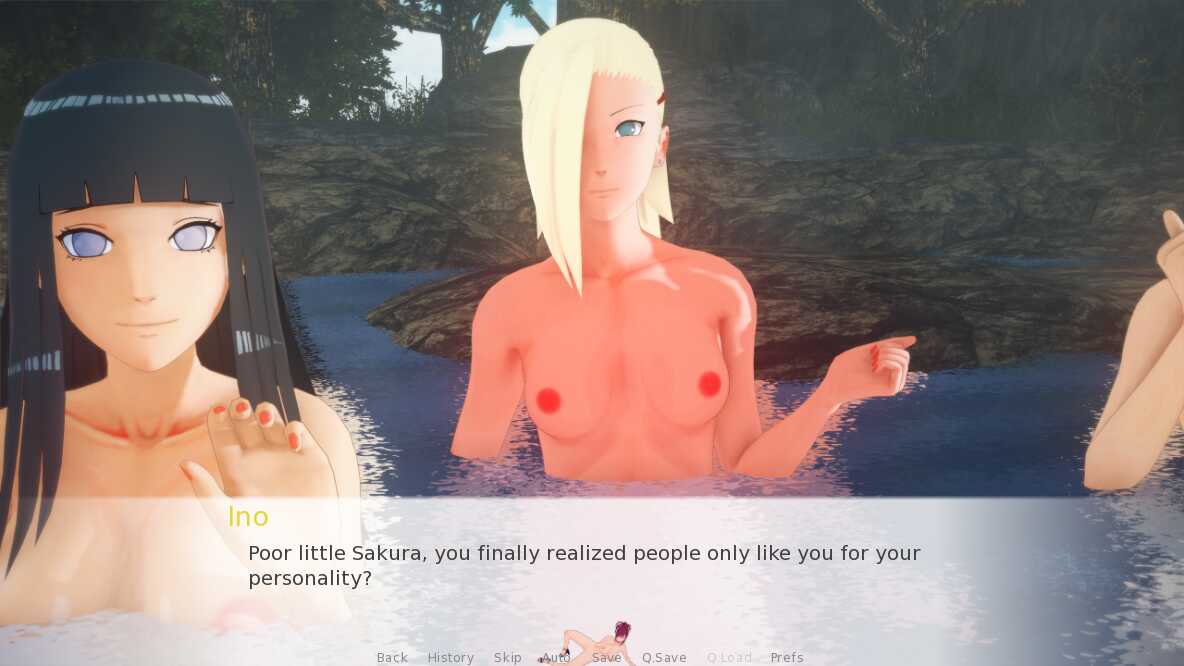 Ino
Poor little Sakura, you finally realized people only like you for your
personality?
Back History Skip Auto Save Q.Save Q.Load Prefs